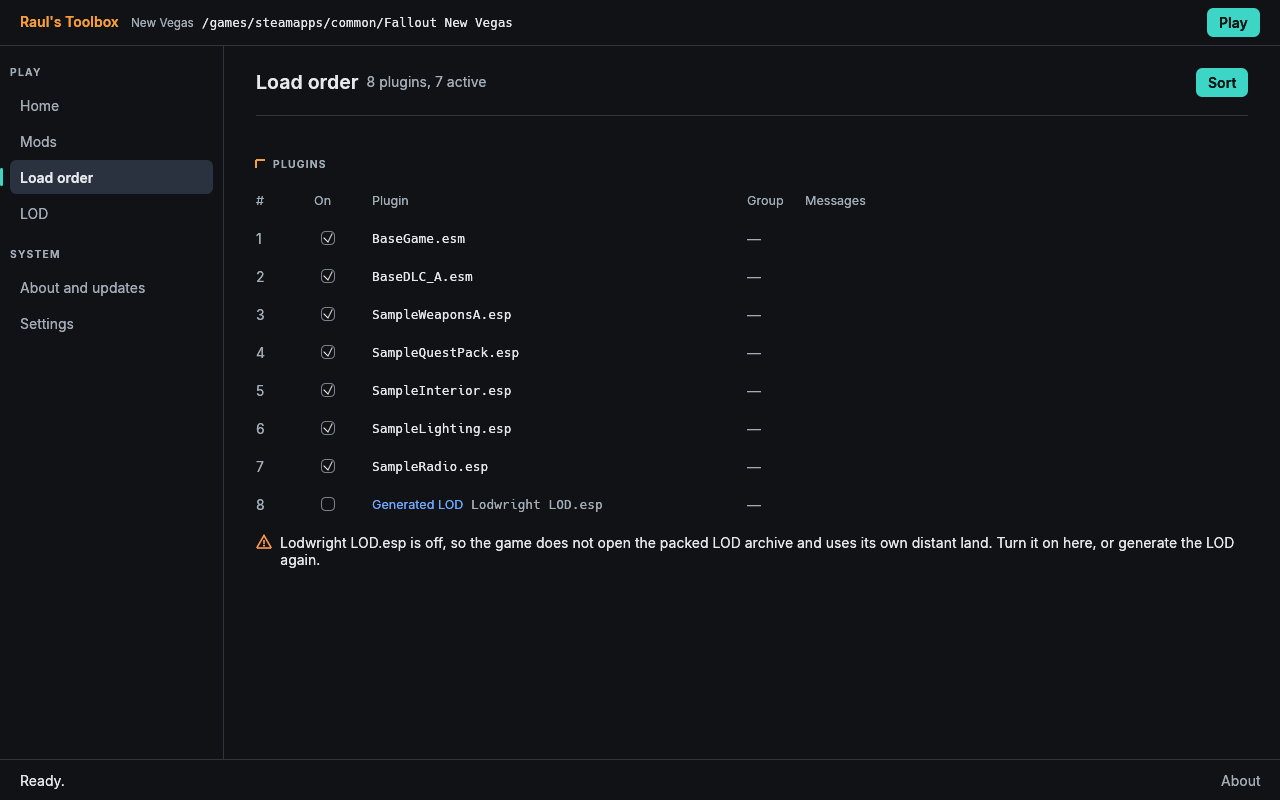 Raul's Toolbox New Vegas /games/steamapps/common/Fallout New Vegas Play
PLAY
Home
Mods
Load order
LOD
SYSTEM
About and updates
Settings
Load order 8 plugins, 7 active Sort
PLUGINS
# On Plugin Group Messages
1 BaseGame.esm —
2 BaseDLC_A.esm —
3 SampleWeaponsA.esp —
4 SampleQuestPack.esp —
5 SampleInterior.esp —
6 SampleLighting.esp —
7 SampleRadio.esp —
8 Generated LOD Lodwright LOD.esp —
Lodwright LOD.esp is off, so the game does not open the packed LOD archive and uses its own distant land. Turn it on here, or generate the LOD
again.
Ready. About